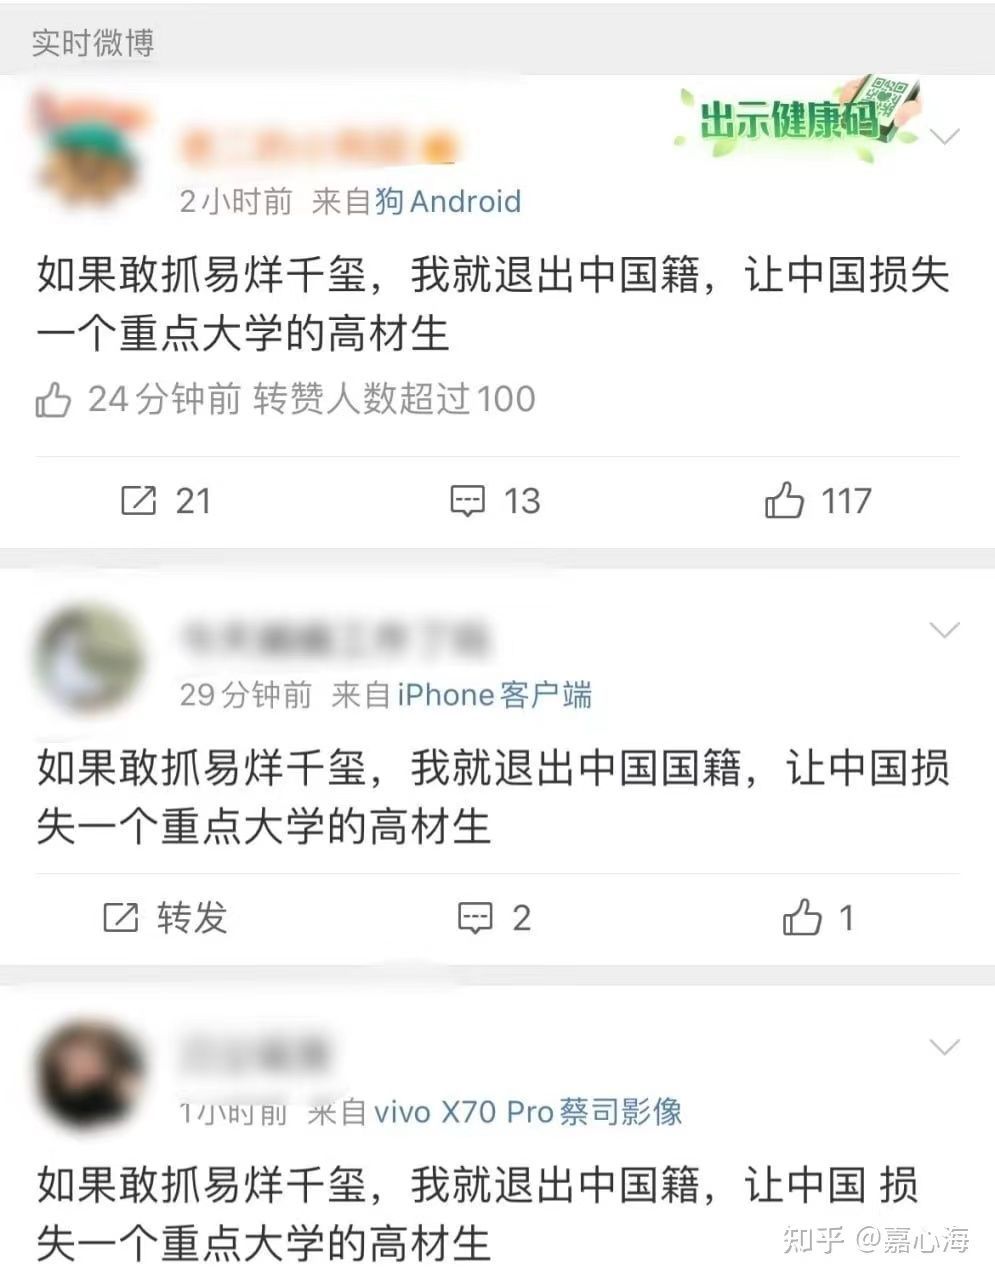 实时微博
出示健康码
2小时前 来自狗Android
如果敢抓易烊千玺，我就退出中国籍，让中国损失
一个重点大学的高材生
24分钟前 转赞人数超过100
21 13 117
29分钟前 来自iPhone客户端
如果敢抓易烊千玺，我就退出中国国籍，让中国损
失一个重点大学的高材生
转发 2 1
1小时前 来自vivo X70 Pro蔡司影像
如果敢抓易烊千玺，我就退出中国籍，让中国 损
失一个重点大学的高材生
知乎 @嘉心海